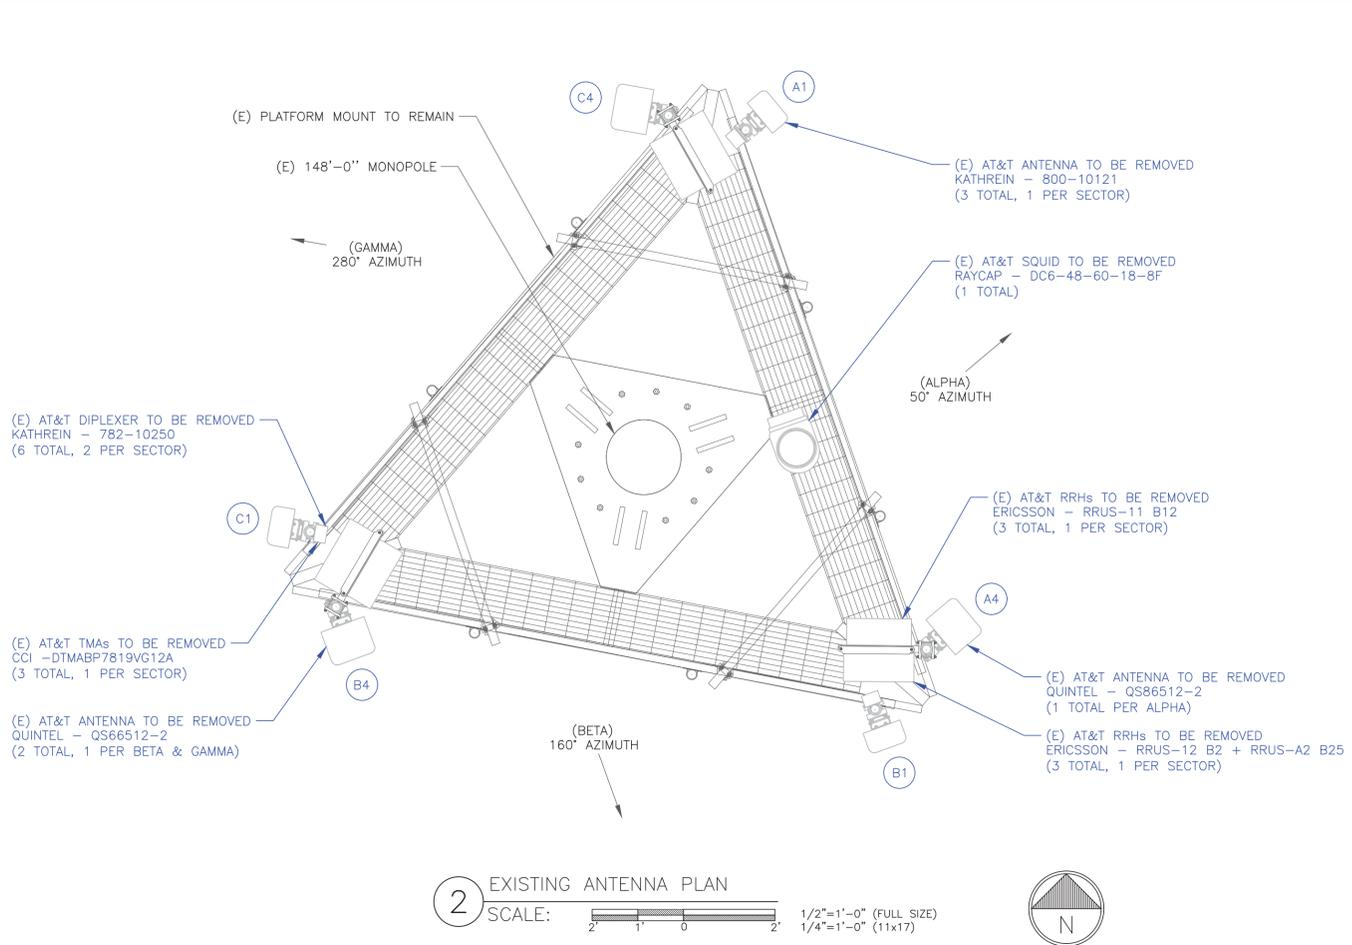 C4
A1
(E) PLATFORM MOUNT TO REMAIN
(E) 148'-0'' MONOPOLE
(E) AT&T ANTENNA TO BE REMOVED
KATHREIN - 800-10121
(3 TOTAL, 1 PER SECTOR)
(GAMMA)
280° AZIMUTH
(E) AT&T SQUID TO BE REMOVED
RAYCAP - DC6-48-60-18-8F
(1 TOTAL)
(ALPHA)
50° AZIMUTH
(E) AT&T DIPLEXER TO BE REMOVED
KATHREIN - 782-10250
(6 TOTAL, 2 PER SECTOR)
C1
(E) AT&T RRHs TO BE REMOVED
ERICSSON - RRUS-11 B12
(3 TOTAL, 1 PER SECTOR)
A4
(E) AT&T TMAs TO BE REMOVED
CCI -DTMABP7819VG12A
(3 TOTAL, 1 PER SECTOR)
B4
(E) AT&T ANTENNA TO BE REMOVED
QUINTEL - QS86512-2
(1 TOTAL PER ALPHA)
(E) AT&T ANTENNA TO BE REMOVED
QUINTEL - QS66512-2
(2 TOTAL, 1 PER BETA & GAMMA)
(BETA)
160° AZIMUTH
(E) AT&T RRHs TO BE REMOVED
ERICSSON - RRUS-12 B2 + RRUS-A2 B25
(3 TOTAL, 1 PER SECTOR)
B1
2
EXISTING ANTENNA PLAN
SCALE:
2' 1' 0 2'
1/2"=1'-0" (FULL SIZE)
1/4"=1'-0" (11x17)
N